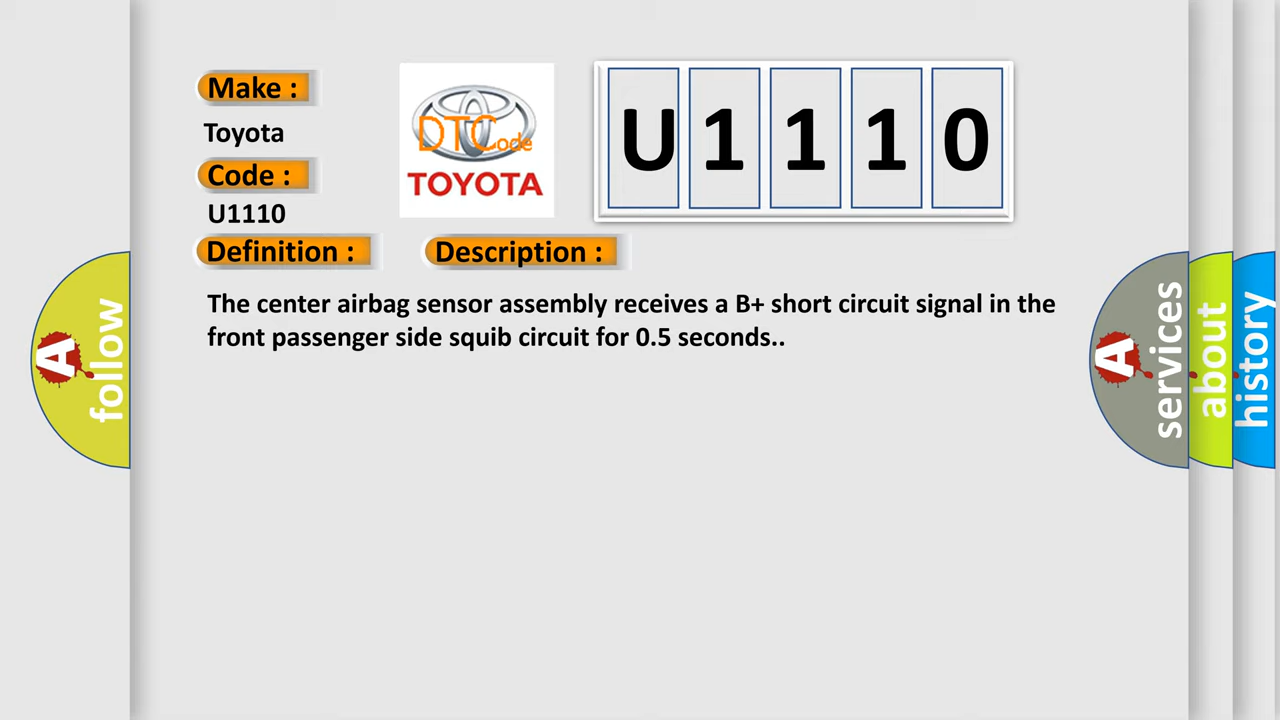 Make :
Toyota
Code :
U1110
DTCode
TOYOTA
U1110
Definition :
Description :
The center airbag sensor assembly receives a B+ short circuit signal in the
front passenger side squib circuit for 0.5 seconds..
A follow
A services
about
history